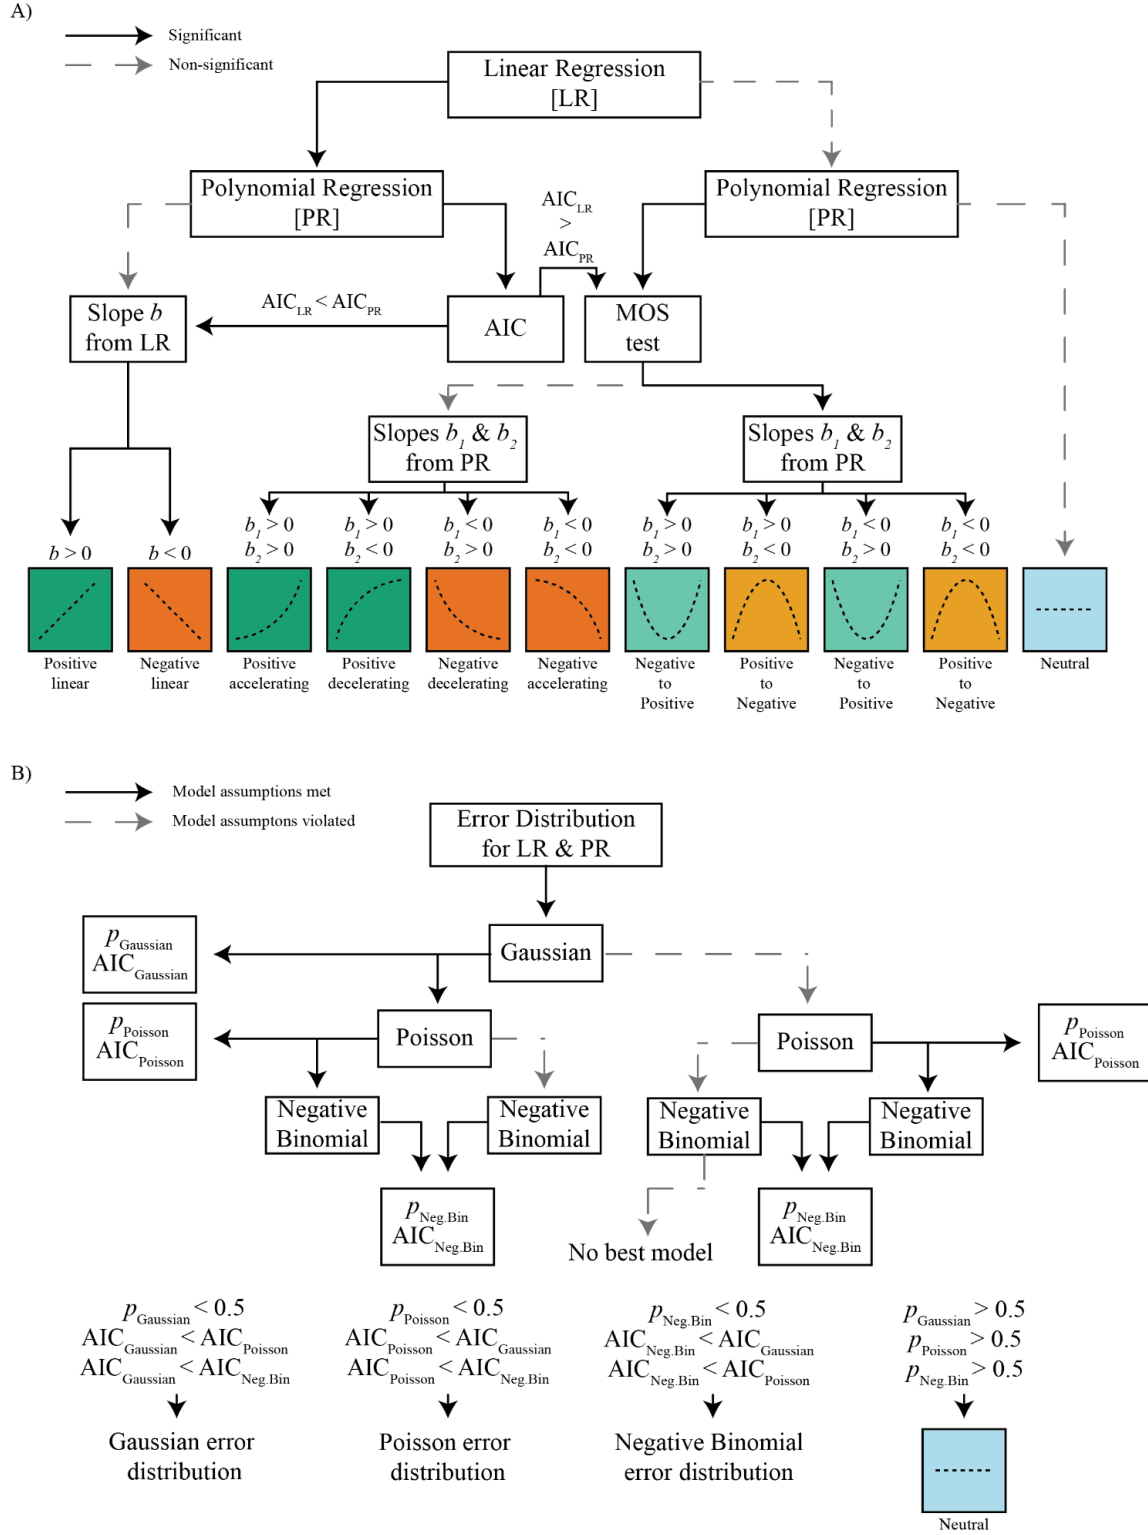 A)
Significant
Non-significant
Linear Regression
[LR]
Polynomial Regression
[PR]
Polynomial Regression
[PR]
AIC_LR
>
AIC_PR
Slope b
from LR
AIC_LR < AIC_PR
AIC
MOS
test
Slopes b_1 & b_2
from PR
Slopes b_1 & b_2
from PR
b > 0
b < 0
b_1 > 0
b_2 > 0
b_1 > 0
b_2 < 0
b_1 < 0
b_2 > 0
b_1 < 0
b_2 < 0
b_1 > 0
b_2 > 0
b_1 > 0
b_2 < 0
b_1 < 0
b_2 > 0
b_1 < 0
b_2 < 0
Positive
linear
Negative
linear
Positive
accelerating
Positive
decelerating
Negative
decelerating
Negative
accelerating
Negative
to
Positive
Positive
to
Negative
Negative
to
Positive
Positive
to
Negative
Neutral
B)
Model assumptions met
Model assumptons violated
Error Distribution
for LR & PR
Gaussian
p_Gaussian
AIC_Gaussian
p_Poisson
AIC_Poisson
Poisson
Poisson
p_Poisson
AIC_Poisson
Negative
Binomial
Negative
Binomial
Negative
Binomial
Negative
Binomial
p_Neg.Bin
AIC_Neg.Bin
No best model
p_Neg.Bin
AIC_Neg.Bin
p_Gaussian < 0.5
AIC_Gaussian < AIC_Poisson
AIC_Gaussian < AIC_Neg.Bin
Gaussian error
distribution
p_Poisson < 0.5
AIC_Poisson < AIC_Gaussian
AIC_Poisson < AIC_Neg.Bin
Poisson error
distribution
p_Neg.Bin < 0.5
AIC_Neg.Bin < AIC_Gaussian
AIC_Neg.Bin < AIC_Poisson
Negative Binomial
error distribution
p_Gaussian > 0.5
p_Poisson > 0.5
p_Neg.Bin > 0.5
Neutral